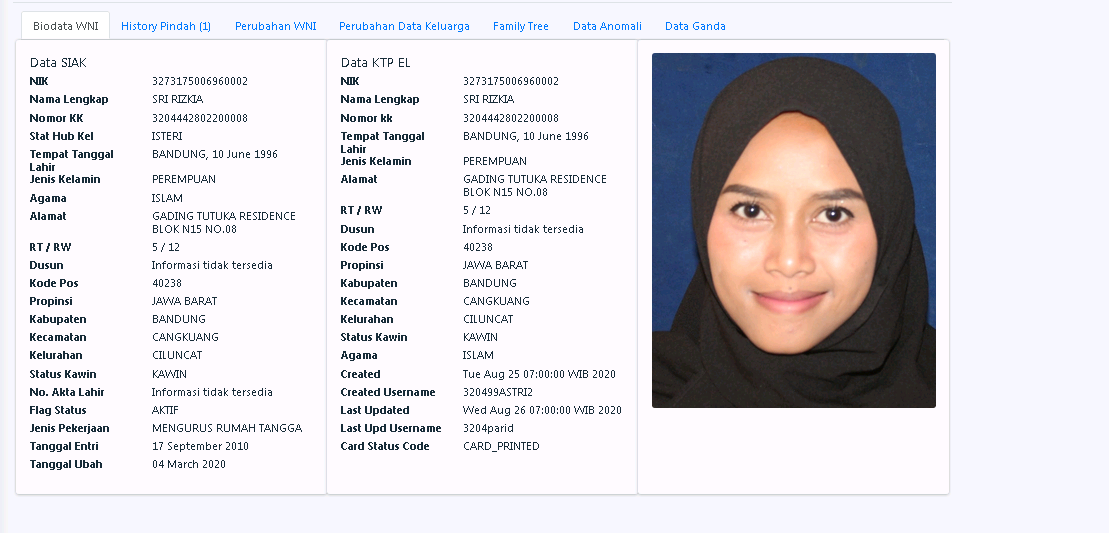 Biodata WNI History Pindah (1) Perubahan WNI Perubahan Data Keluarga Family Tree Data Anomali Data Ganda
Data SIAK
NIK 3273175006960002
Nama Lengkap SRI RIZKIA
Nomor KK 3204442802200008
Stat Hub Kel ISTERI
Tempat Tanggal BANDUNG, 10 June 1996
Lahir
Jenis Kelamin PEREMPUAN
Agama ISLAM
Alamat GADING TUTUKA RESIDENCE
BLOK N15 NO.08
RT / RW 5 / 12
Dusun Informasi tidak tersedia
Kode Pos 40238
Propinsi JAWA BARAT
Kabupaten BANDUNG
Kecamatan CANGKUANG
Kelurahan CILUNCAT
Status Kawin KAWIN
No. Akta Lahir Informasi tidak tersedia
Flag Status AKTIF
Jenis Pekerjaan MENGURUS RUMAH TANGGA
Tanggal Entri 17 September 2010
Tanggal Ubah 04 March 2020
Data KTP EL
NIK 3273175006960002
Nama Lengkap SRI RIZKIA
Nomor kk 3204442802200008
Tempat Tanggal BANDUNG, 10 June 1996
Lahir
Jenis Kelamin PEREMPUAN
Alamat GADING TUTUKA RESIDENCE
BLOK N15 NO.08
RT / RW 5 / 12
Dusun Informasi tidak tersedia
Kode Pos 40238
Propinsi JAWA BARAT
Kabupaten BANDUNG
Kecamatan CANGKUANG
Kelurahan CILUNCAT
Status Kawin KAWIN
Agama ISLAM
Created Tue Aug 25 07:00:00 WIB 2020
Created Username 320499ASTRI2
Last Updated Wed Aug 26 07:00:00 WIB 2020
Last Upd Username 3204parid
Card Status Code CARD_PRINTED